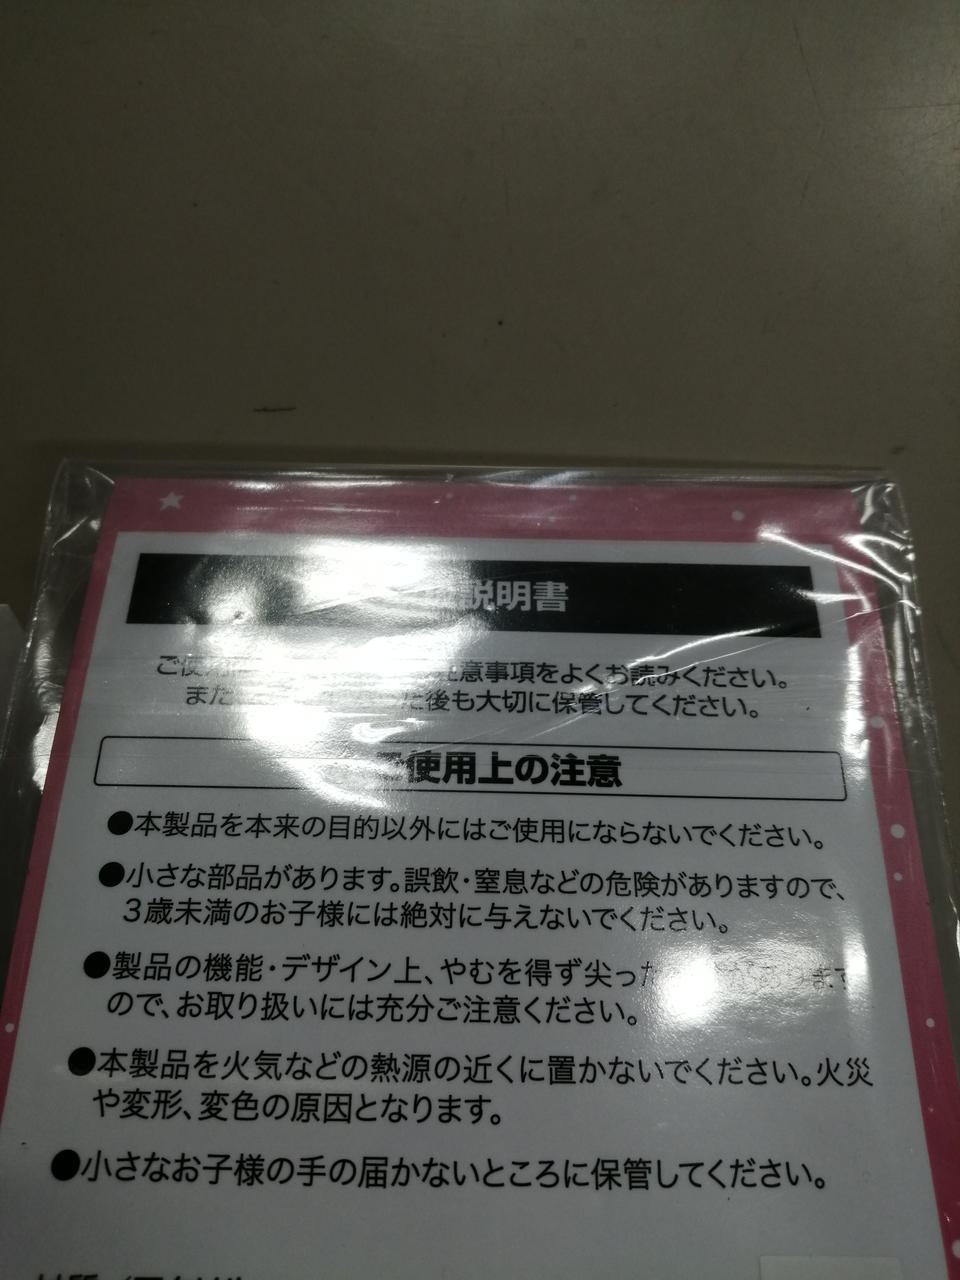 説明書
ご使用 注意事項をよくお読みください。
また た後も大切に保管してください。
ご使用上の注意
●本製品を本来の目的以外にはご使用にならないでください。
●小さな部品があります。誤飲・窒息などの危険がありますので、
3歳未満のお子様には絶対に与えないでください。
●製品の機能・デザイン上、やむを得ず尖った がありますので、お取り扱いには充分ご注意ください。
●本製品を火気などの熱源の近くに置かないでください。火災
や変形、変色の原因となります。
●小さなお子様の手の届かないところに保管してください。